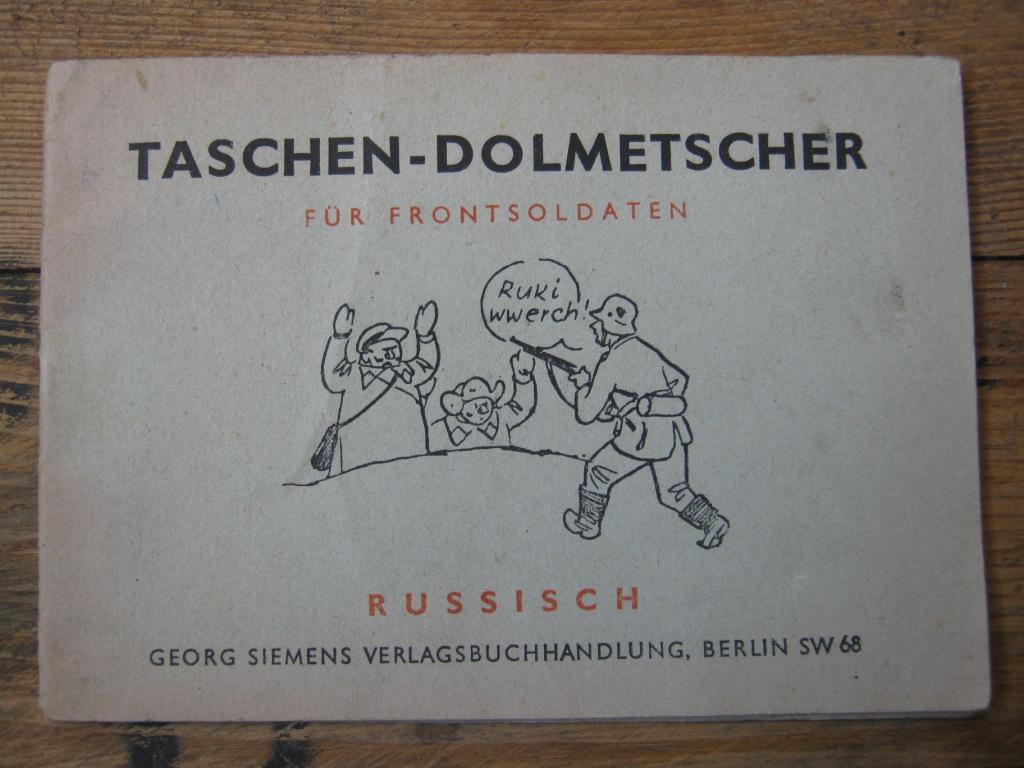 TASCHEN-DOLMETSCHER
FÜR FRONTSOLDATEN
Ruki
wwerch!
RUSSISCH
GEORG SIEMENS VERLAGSBUCHHANDLUNG, BERLIN SW 68